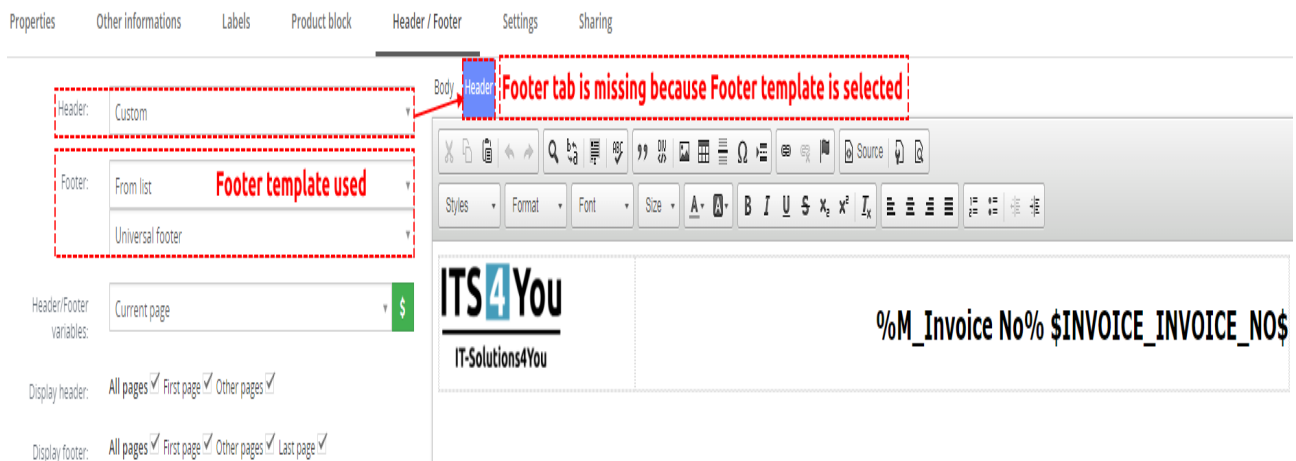 Properties Other informations Labels Product block Header / Footer Settings Sharing
Body Header Footer tab is missing because Footer template is selected
Header: Custom
Footer: From list Footer template used
Universal footer
Source
Styles Format Font Size A A B I U S x₂ x² Tx
Header/Footer variables: Current page $
ITS4You
IT-Solutions4You
%M_Invoice No% $INVOICE_INVOICE_NO$
Display header: All pages First page Other pages
Display footer: All pages First page Other pages Last page